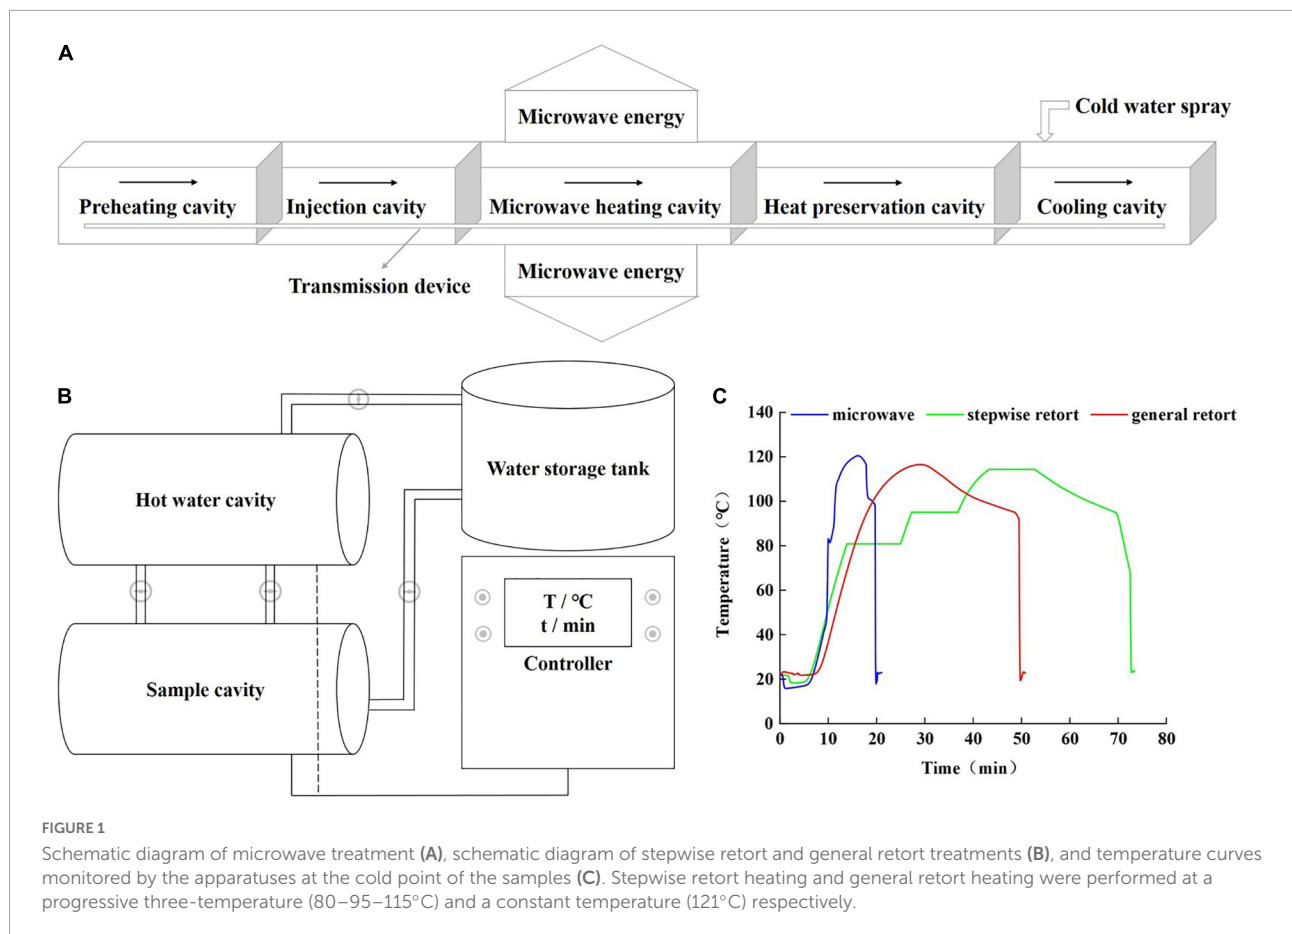 A
Microwave energy
Cold water spray
Preheating cavity
Injection cavity
Microwave heating cavity
Heat preservation cavity
Cooling cavity
Microwave energy
Transmission device
B
Hot water cavity
Water storage tank
T / °C
t / min
Controller
Sample cavity
C
microwave
stepwise retort
general retort
140
120
100
80
60
40
20
0
Temperature（℃）
0 10 20 30 40 50 60 70 80
Time（min）
FIGURE 1
Schematic diagram of microwave treatment (A), schematic diagram of stepwise retort and general retort treatments (B), and temperature curves
monitored by the apparatuses at the cold point of the samples (C). Stepwise retort heating and general retort heating were performed at a
progressive three-temperature (80–95–115°C) and a constant temperature (121°C) respectively.